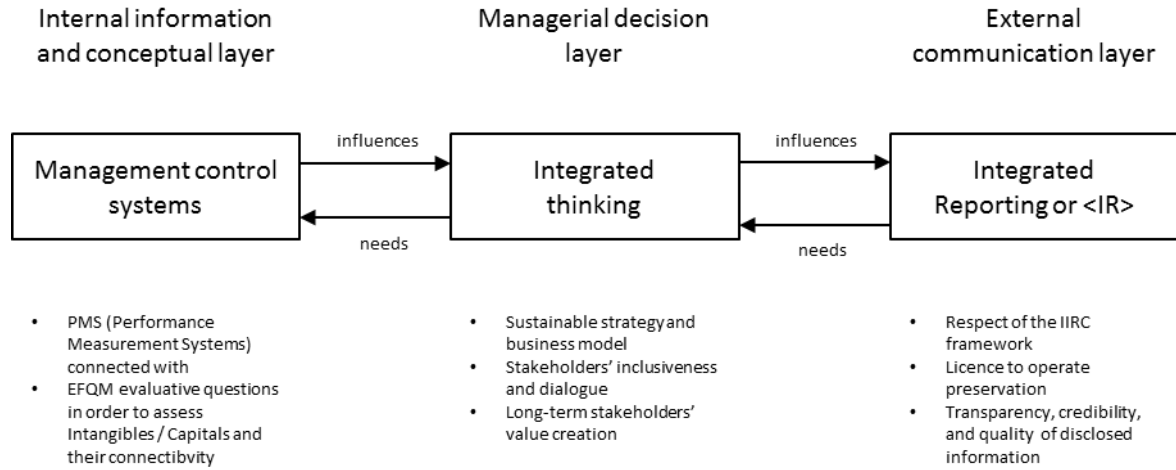 Internal information
and conceptual layer
Managerial decision
layer
External
communication layer
Management control
systems
influences
needs
Integrated
thinking
influences
needs
Integrated
Reporting or <IR>
• PMS (Performance
Measurement Systems)
connected with
• EFQM evaluative questions
in order to assess
Intangibles / Capitals and
their connectibvity
• Sustainable strategy and
business model
• Stakeholders’ inclusiveness
and dialogue
• Long-term stakeholders’
value creation
• Respect of the IIRC
framework
• Licence to operate
preservation
• Transparency, credibility,
and quality of disclosed
information